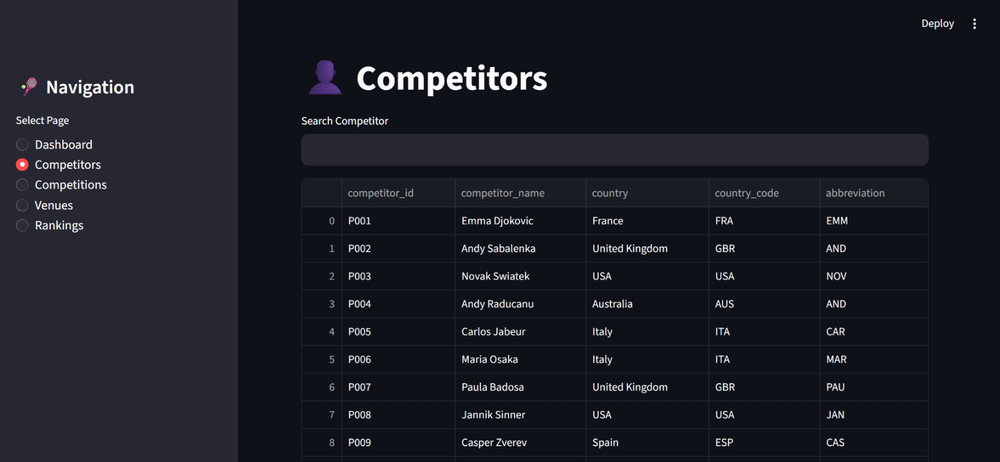 Deploy
Navigation
Select Page
Dashboard
Competitors
Competitions
Venues
Rankings
Competitors
Search Competitor
competitor_id competitor_name country country_code abbreviation
0 P001 Emma Djokovic France FRA EMM
1 P002 Andy Sabalenka United Kingdom GBR AND
2 P003 Novak Swiatek USA USA NOV
3 P004 Andy Raducanu Australia AUS AND
4 P005 Carlos Jabeur Italy ITA CAR
5 P006 Maria Osaka Italy ITA MAR
6 P007 Paula Badosa United Kingdom GBR PAU
7 P008 Jannik Sinner USA USA JAN
8 P009 Casper Zverev Spain ESP CAS